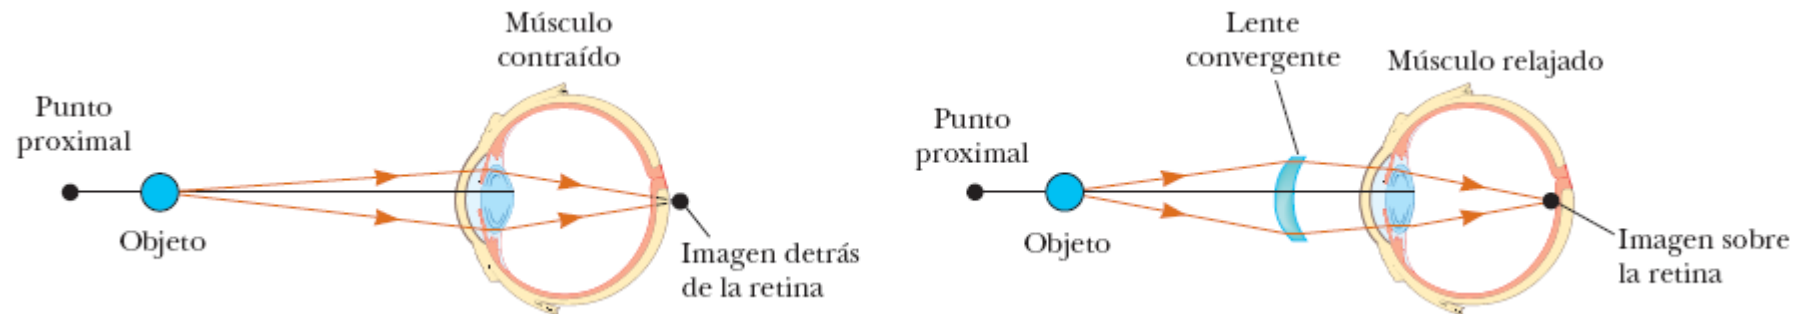 Músculo
contraído
Punto
proximal
Objeto
Imagen detrás
de la retina
Lente
convergente
Músculo relajado
Punto
proximal
Objeto
Imagen sobre
la retina